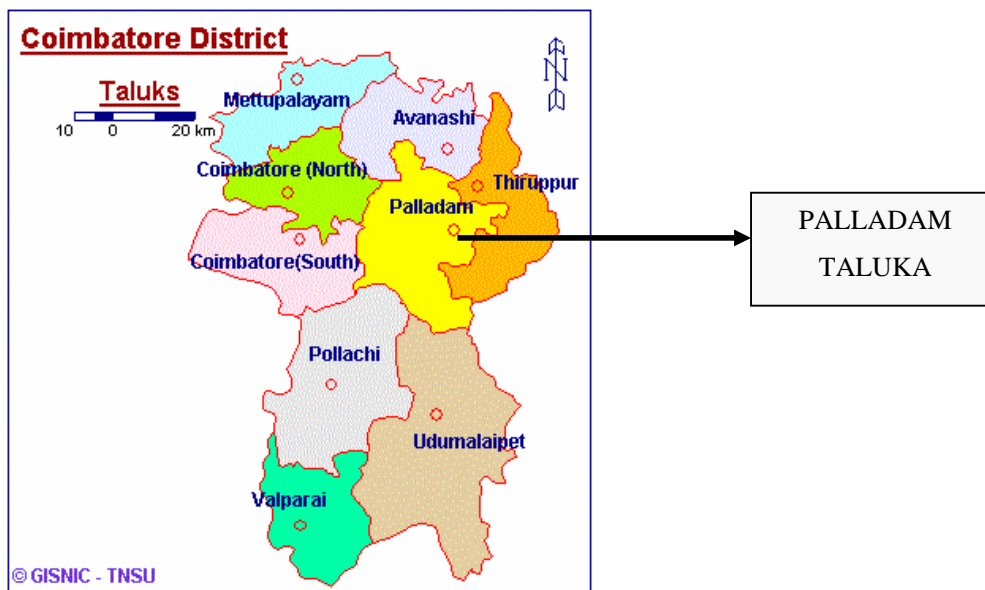 Coimbatore District
Taluks
10 0 20 km
N
Mettupalayam
Avanashi
Coimbatore (North)
Thiruppur
Palladam
Coimbatore(South)
Pollachi
Udumalaipet
Valparai
© GISNIC - TNSU
PALLADAM
TALUKA